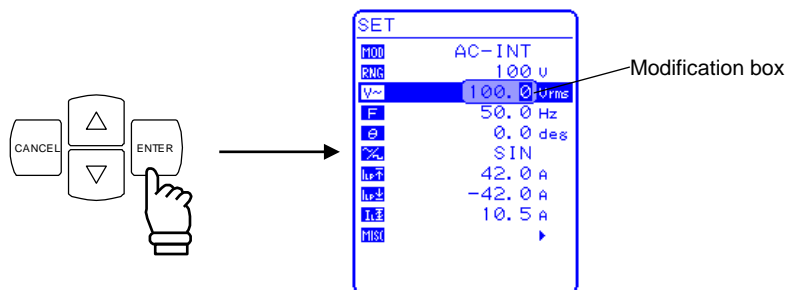 CANCEL
ENTER
SET
MOD AC-INT
RNG 100 V
V~ 100.0 Vrms
F 50.0 Hz
θ 0.0 deg
SIN
42.0 A
-42.0 A
10.5 A
MISC
Modification box